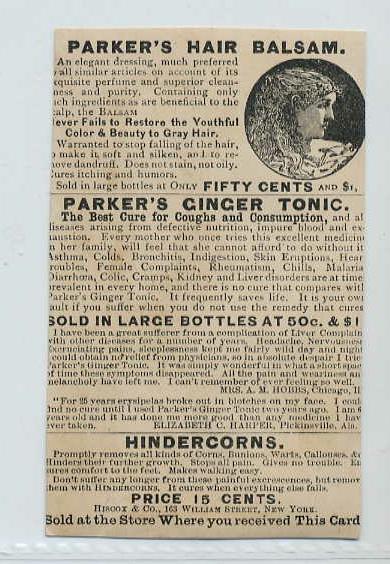 PARKER'S HAIR BALSAM.
An elegant dressing, much preferred
all similar articles on account of its
xquisite perfume and superior clean-
ness and purity. Containing only
uch ingredients as are beneficial to the
calp, the BALSAM
ever Fails to Restore the Youthful
Color & Beauty to Gray Hair.
Warranted to stop falling of the hair,
o make it soft and silken, and to re-
ove dandruff. Does not stain, not oily.
Cures itching and humors.
Sold in large bottles at ONLY FIFTY CENTS AND $1,
PARKER'S GINGER TONIC.
The Best Cure for Coughs and Consumption, and al
diseases arising from defective nutrition, impure blood and ex-
haustion. Every mother who once tries this excellent medicin
n her family, will feel that she cannot afford to do without it
Asthma, Colds, Bronchitis, Indigestion, Skin Eruptions, Hear
roubles, Female Complaints, Rheumatism, Chills, Malaria
Diarrhœa, Colic, Cramps, Kidney and Liver disorders are at time
prevalent in every home, and there is no cure that compares with
Parker's Ginger Tonic. It frequently saves life. It is your own
ault if you suffer when you do not use the remedy that cures
SOLD IN LARGE BOTTLES AT 50c. & $1
I have been a great sufferer from a complication of Liver Complain
with other diseases for a number of years. Headache, Nervousness
Excruciating pains, sleeplessness kept me fairly wild day and night
could obtain no relief from physicians, so in absolute despair I trie
Parker's Ginger Tonic. It was simply wonderful in what a short spac
of time these symptoms disappeared. All the pain and weariness an
melancholy have left me. I can't remember of ever feeling so well.
MRS. A. M. HOBBS, Chicago, Il
"For 25 years erysipelas broke out in blotches on my face. I coul
find no cure until I used Parker's Ginger Tonic two years ago. I am 6
years old and it has done me more good than any medicine I hav
ever taken. ELIZABETH C. HARPER, Pickinsville, Ala.
HINDERCORNS.
Promptly removes all kinds of Corns, Bunions, Warts, Callouses, &c
Hinders their further growth. Stops all pain. Gives no trouble. En
sures comfort to the feet. Makes walking easy.
Don't suffer any longer from these painful excrescences, but remov
them with HINDERCORNS. It cures when everything else fails.
PRICE 15 CENTS.
HISCOX & CO., 163 WILLIAM STREET, NEW YORK.
Sold at the Store Where you received This Card